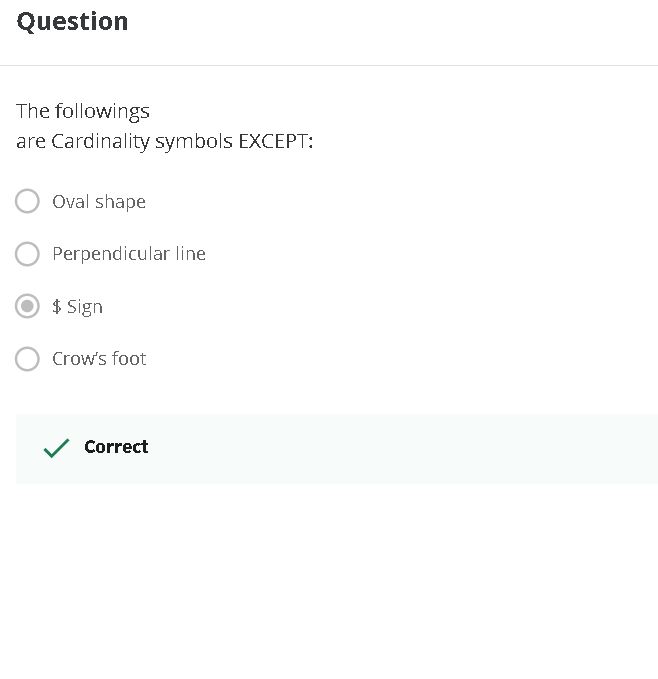 Question
The followings
are Cardinality symbols EXCEPT:
Oval shape
Perpendicular line
$ Sign
Crow's foot
Correct